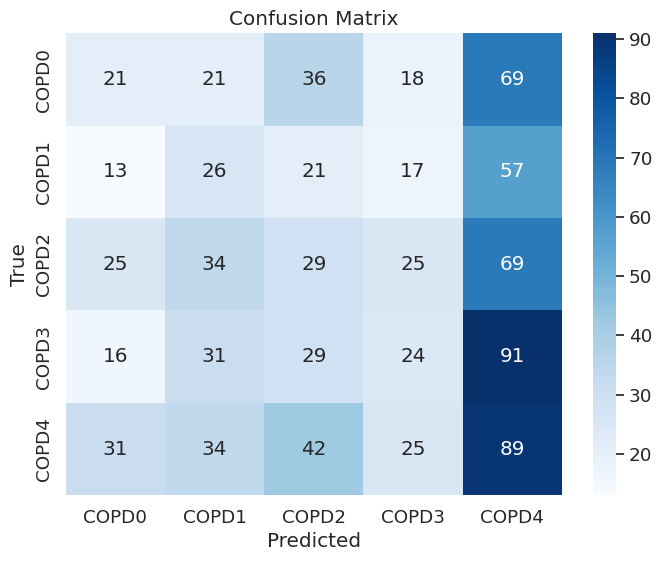 Confusion Matrix
COPD0 21 21 36 18 69
COPD1 13 26 21 17 57
COPD2 25 34 29 25 69
COPD3 16 31 29 24 91
COPD4 31 34 42 25 89
COPD0 COPD1 COPD2 COPD3 COPD4
Predicted
True
90
80
70
60
50
40
30
20